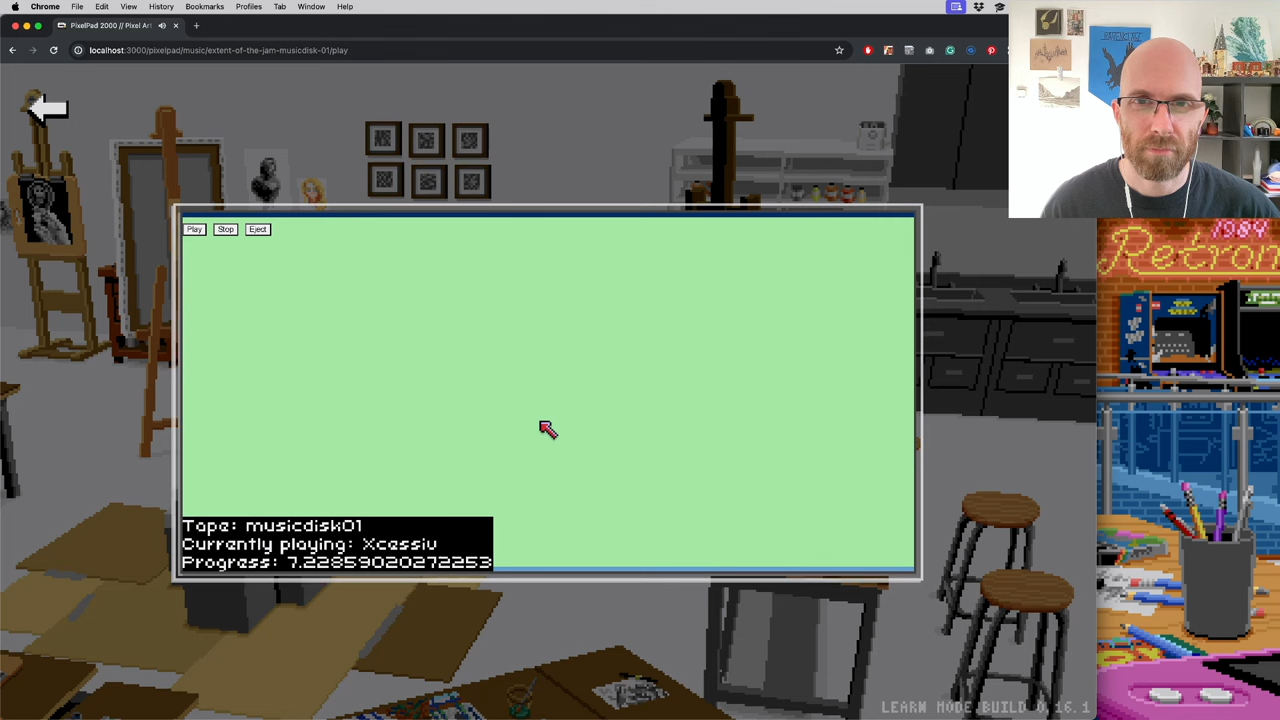 Chrome File Edit View History Bookmarks Profiles Tab Window Help
PixelPad 2000 // Pixel Art
localhost:3000/pixelpad/music/extent-of-the-jam-musicdisk-01/play
RAVENCLAW
1984
Retron
Play Stop Eject
Tape: musicdisk01
Currently playing: Xcessiv
Progress: 7.22859020272253
LEARN MODE BUILD 0.16.1